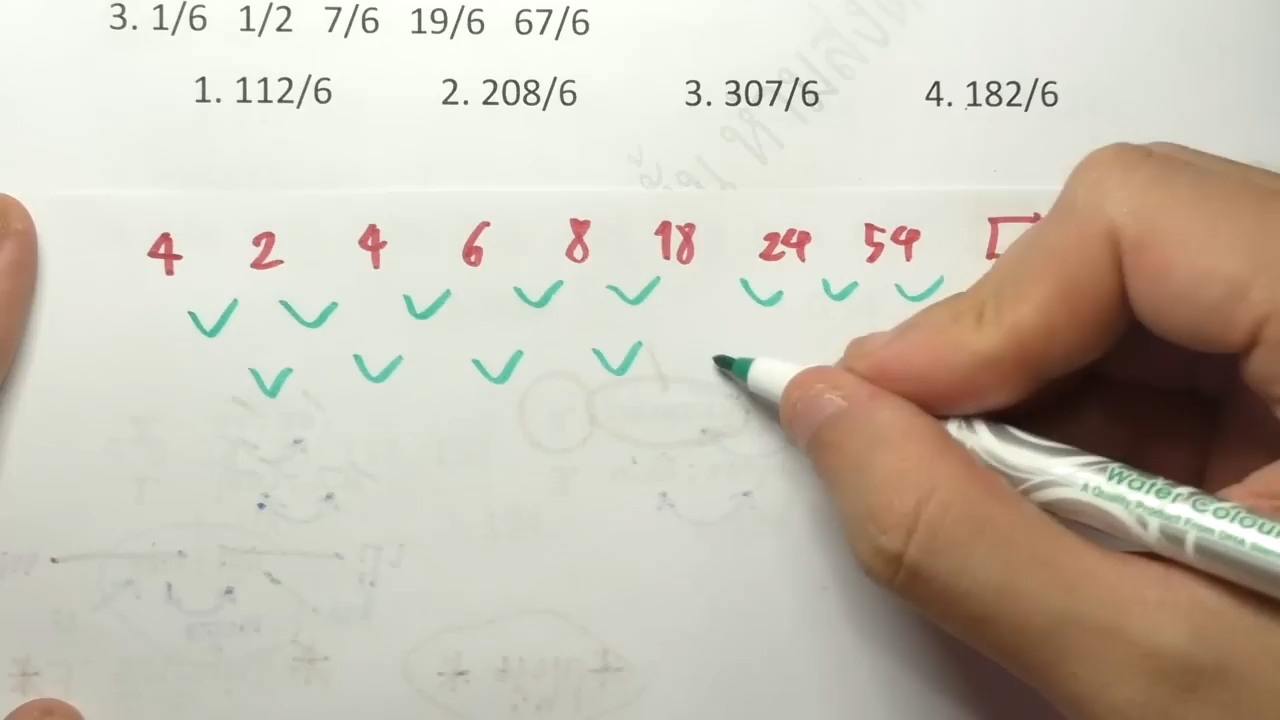 3. 1/6 1/2 7/6 19/6 67/6
1. 112/6 2. 208/6 3. 307/6 4. 182/6
4 2 4 6 8 18 24 54
Water Colour